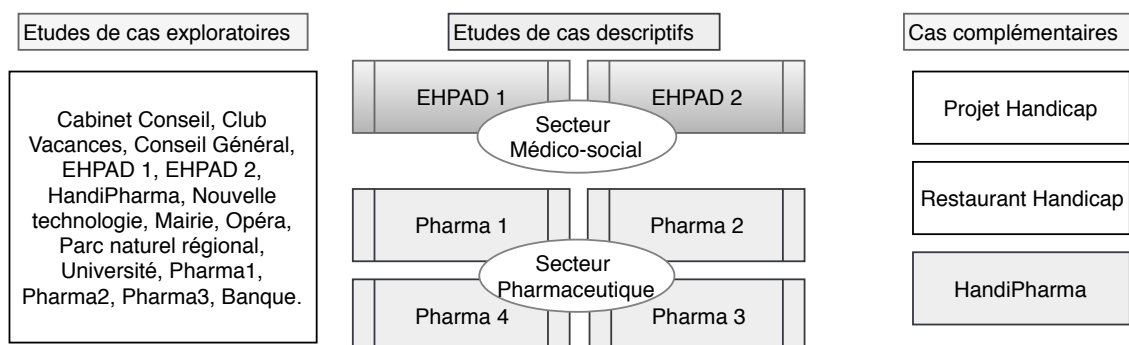 Etudes de cas exploratoires
Cabinet Conseil, Club
Vacances, Conseil Général,
EHPAD 1, EHPAD 2,
HandiPharma, Nouvelle
technologie, Mairie, Opéra,
Parc naturel régional,
Université, Pharma1,
Pharma2, Pharma3, Banque.
Etudes de cas descriptifs
EHPAD 1
EHPAD 2
Secteur
Médico-social
Pharma 1
Pharma 2
Secteur
Pharmaceutique
Pharma 4
Pharma 3
Cas complémentaires
Projet Handicap
Restaurant Handicap
HandiPharma